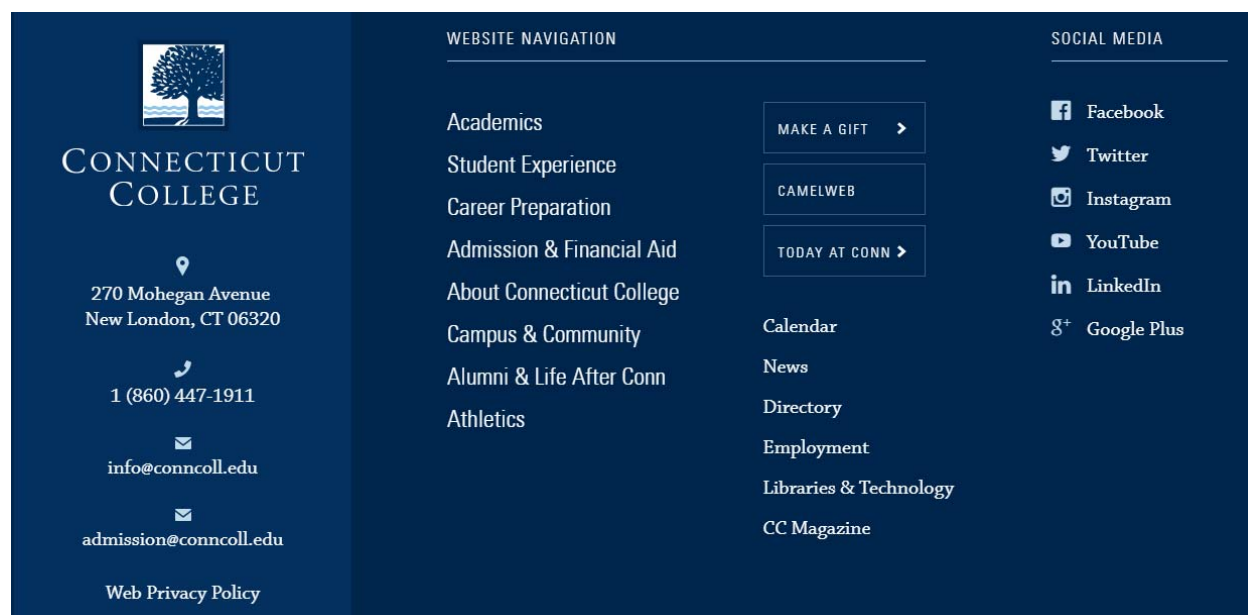 CONNECTICUT
COLLEGE
270 Mohegan Avenue
New London, CT 06320
1 (860) 447-1911
info@conncoll.edu
admission@conncoll.edu
Web Privacy Policy
WEBSITE NAVIGATION
Academics
Student Experience
Career Preparation
Admission & Financial Aid
About Connecticut College
Campus & Community
Alumni & Life After Conn
Athletics
MAKE A GIFT
CAMELWEB
TODAY AT CONN
Calendar
News
Directory
Employment
Libraries & Technology
CC Magazine
SOCIAL MEDIA
Facebook
Twitter
Instagram
YouTube
in LinkedIn
g+ Google Plus